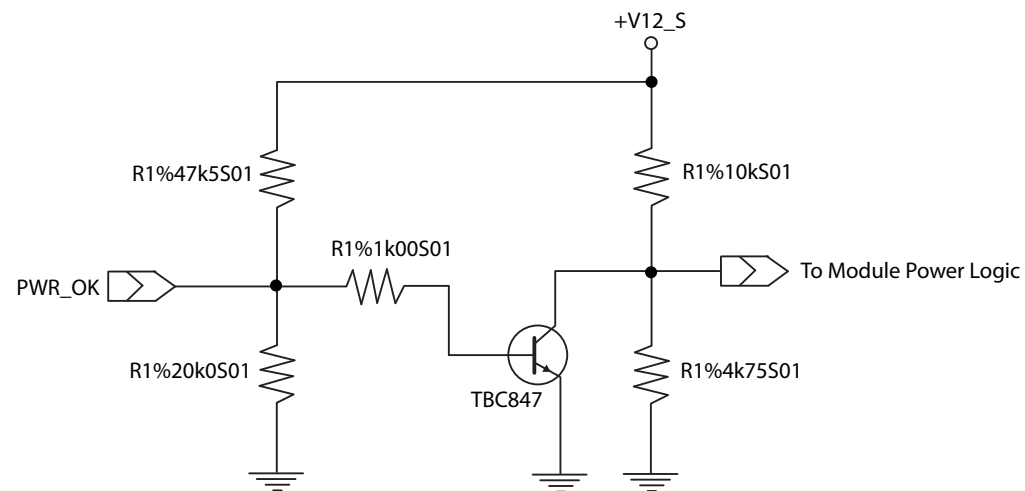 +V12_S
R1%47k5S01
R1%10kS01
R1%1k00S01
PWR_OK
To Module Power Logic
R1%20k0S01
TBC847
R1%4k75S01